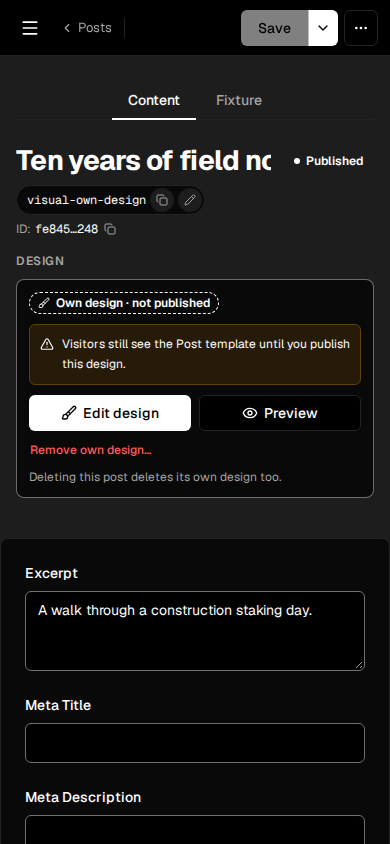 Posts
Save
Content
Fixture
Ten years of field no
Published
visual-own-design
ID: fe845…248
DESIGN
Own design · not published
Visitors still see the Post template until you publish
this design.
Edit design
Preview
Remove own design…
Deleting this post deletes its own design too.
Excerpt
A walk through a construction staking day.
Meta Title
Meta Description